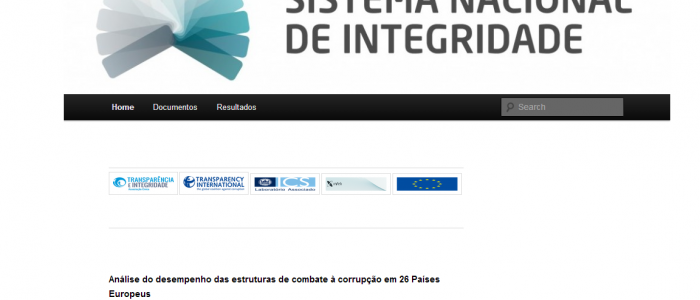 SISTEMA NACIONAL
DE INTEGRIDADE
Home Documentos Resultados Search
TRANSPARÊNCIA
E INTEGRIDADE
TRANSPARENCY
INTERNATIONAL
ICS
Laboratório Associado
Análise do desempenho das estruturas de combate à corrupção em 26 Países
Europeus